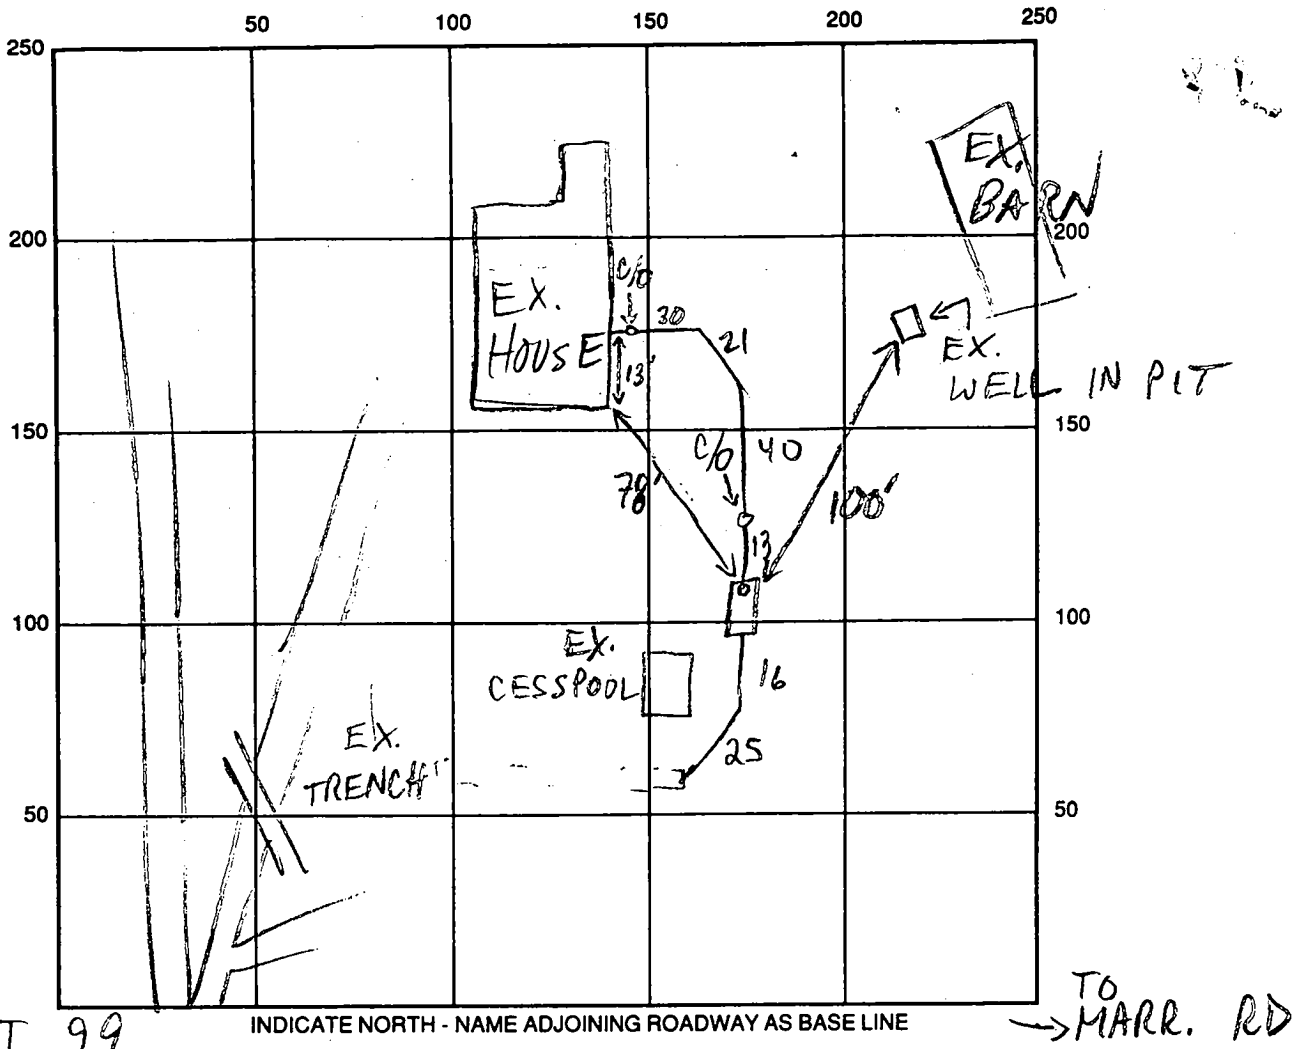 50 100 150 200 250
250
EX.
BARN
200 200
C/O
EX.
HOUSE
30
21
13'
EX.
WELL IN PIT
150 150
C/O
40
78'
100'
13
100 100
EX.
CESSPOOL
16
25
EX.
TRENCH
50 50
INDICATE NORTH - NAME ADJOINING ROADWAY AS BASE LINE
TO
MARR. RD
99